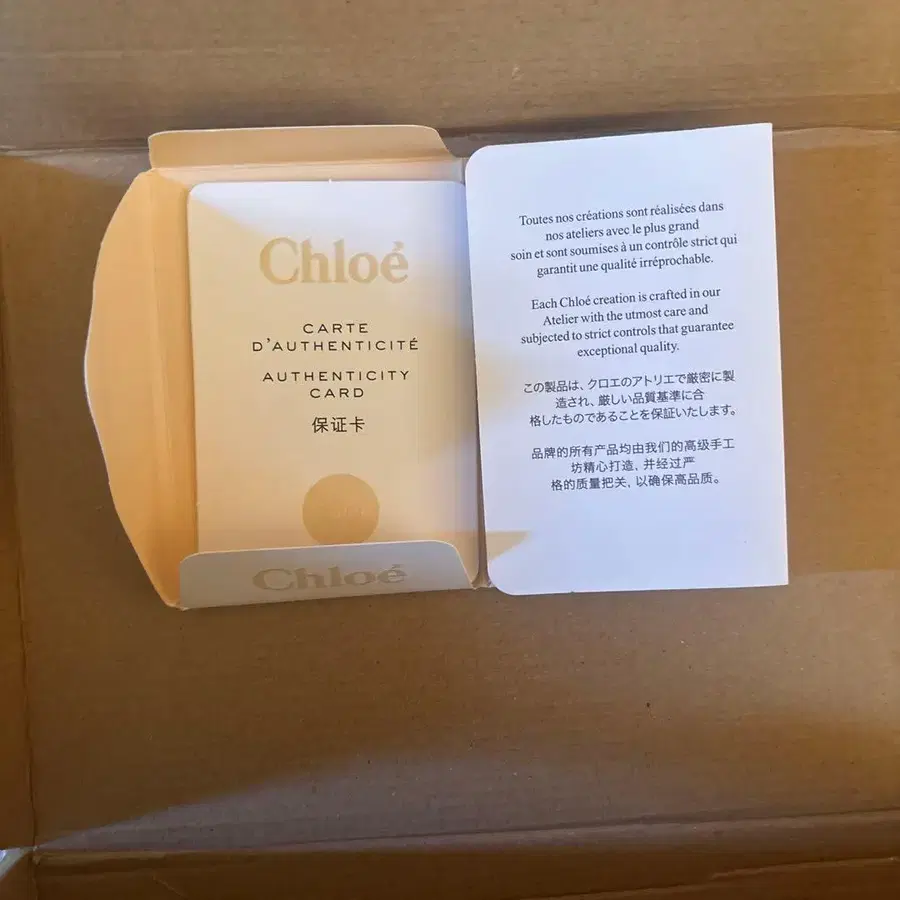 Chloé
CARTE
D'AUTHENTICITÉ
AUTHENTICITY
CARD
保证卡
Chloé
Toutes nos créations sont réalisées dans
nos ateliers avec le plus grand
soin et sont soumises à un contrôle strict qui
garantit une qualité irréprochable.
Each Chloé creation is crafted in our
Atelier with the utmost care and
subjected to strict controls that guarantee
exceptional quality.
この製品は、クロエのアトリエで厳密に製
造され、厳しい品質基準に合
格したものであることを保証いたします。
品牌的所有产品均由我们的高级手工
坊精心打造, 并经过严
格的质量把关, 以确保高品质。